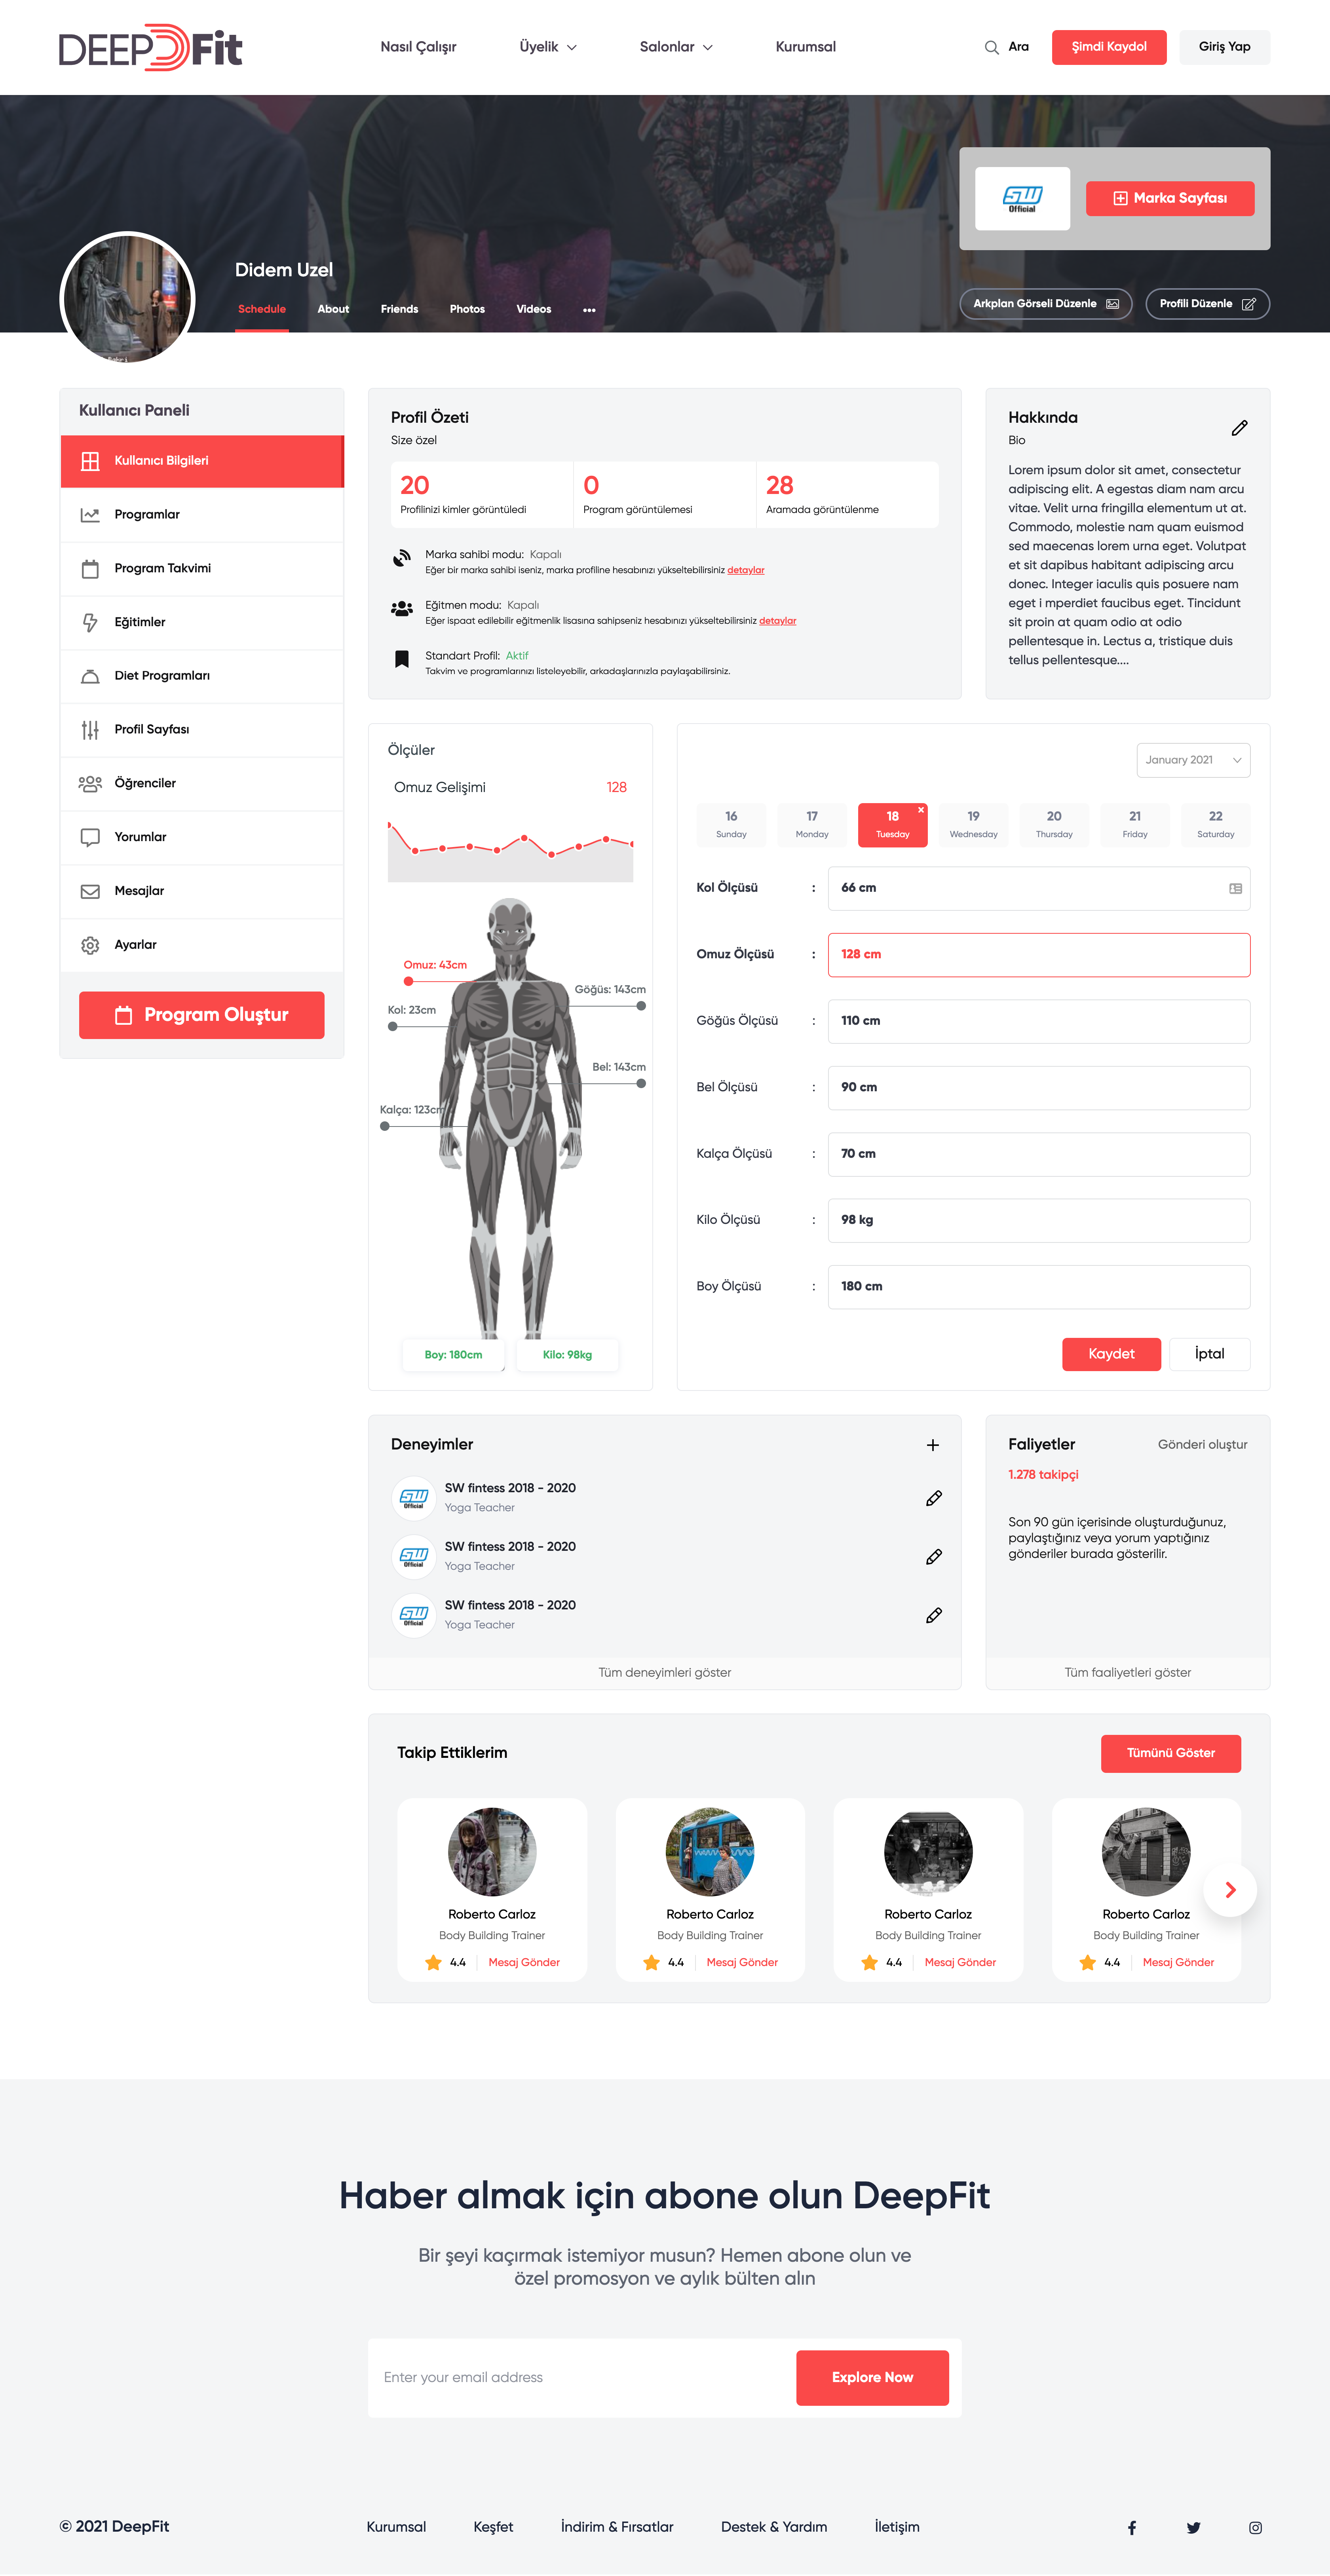 DEEP Fit
Nasıl Çalışır
Üyelik
Salonlar
Kurumsal
Ara
Şimdi Kaydol
Giriş Yap
SW
Official
Marka Sayfası
Didem Uzel
Schedule
About
Friends
Photos
Videos
Arkplan Görseli Düzenle
Profili Düzenle
Kullanıcı Paneli
Kullanıcı Bilgileri
Programlar
Program Takvimi
Eğitimler
Diet Programları
Profil Sayfası
Öğrenciler
Yorumlar
Mesajlar
Ayarlar
Program Oluştur
Profil Özeti
Size özel
20
Profilinizi kimler görüntüledi
0
Program görüntülemesi
28
Aramada görüntülenme
Marka sahibi modu: Kapalı
Eğer bir marka sahibi iseniz, marka profiline hesabınızı yükseltebilirsiniz detaylar
Eğitmen modu: Kapalı
Eğer ispaat edilebilir eğitmenlik lisasına sahipseniz hesabınızı yükseltebilirsiniz detaylar
Standart Profil: Aktif
Takvim ve programlarınızı listeleyebilir, arkadaşlarınızla paylaşabilirsiniz.
Hakkında
Bio
Lorem ipsum dolor sit amet, consectetur
adipiscing elit. A egestas diam nam arcu
vitae. Velit urna fringilla elementum ut at.
Commodo, molestie nam quam euismod
sed maecenas lorem urna eget. Volutpat
et sit dapibus habitant adipiscing arcu
donec. Integer iaculis quis posuere nam
eget i mperdiet faucibus eget. Tincidunt
sit proin at quam odio at odio
pellentesque in. Lectus a, tristique duis
tellus pellentesque....
Ölçüler
Omuz Gelişimi
128
Omuz: 43cm
Göğüs: 143cm
Kol: 23cm
Bel: 143cm
Kalça: 123cm
Boy: 180cm
Kilo: 98kg
January 2021
16
Sunday
17
Monday
18
Tuesday
19
Wednesday
20
Thursday
21
Friday
22
Saturday
Kol Ölçüsü : 66 cm
Omuz Ölçüsü : 128 cm
Göğüs Ölçüsü : 110 cm
Bel Ölçüsü : 90 cm
Kalça Ölçüsü : 70 cm
Kilo Ölçüsü : 98 kg
Boy Ölçüsü : 180 cm
Kaydet
İptal
Deneyimler
SW
Official
SW fintess 2018 - 2020
Yoga Teacher
SW
Official
SW fintess 2018 - 2020
Yoga Teacher
SW
Official
SW fintess 2018 - 2020
Yoga Teacher
Tüm deneyimleri göster
Faliyetler
Gönderi oluştur
1.278 takipçi
Son 90 gün içerisinde oluşturduğunuz,
paylaştığınız veya yorum yaptığınız
gönderiler burada gösterilir.
Tüm faaliyetleri göster
Takip Ettiklerim
Tümünü Göster
Roberto Carloz
Body Building Trainer
4.4
Mesaj Gönder
Roberto Carloz
Body Building Trainer
4.4
Mesaj Gönder
Roberto Carloz
Body Building Trainer
4.4
Mesaj Gönder
Roberto Carloz
Body Building Trainer
4.4
Mesaj Gönder
Haber almak için abone olun DeepFit
Bir şeyi kaçırmak istemiyor musun? Hemen abone olun ve
özel promosyon ve aylık bülten alın
Enter your email address
Explore Now
© 2021 DeepFit
Kurumsal
Keşfet
İndirim & Fırsatlar
Destek & Yardım
İletişim